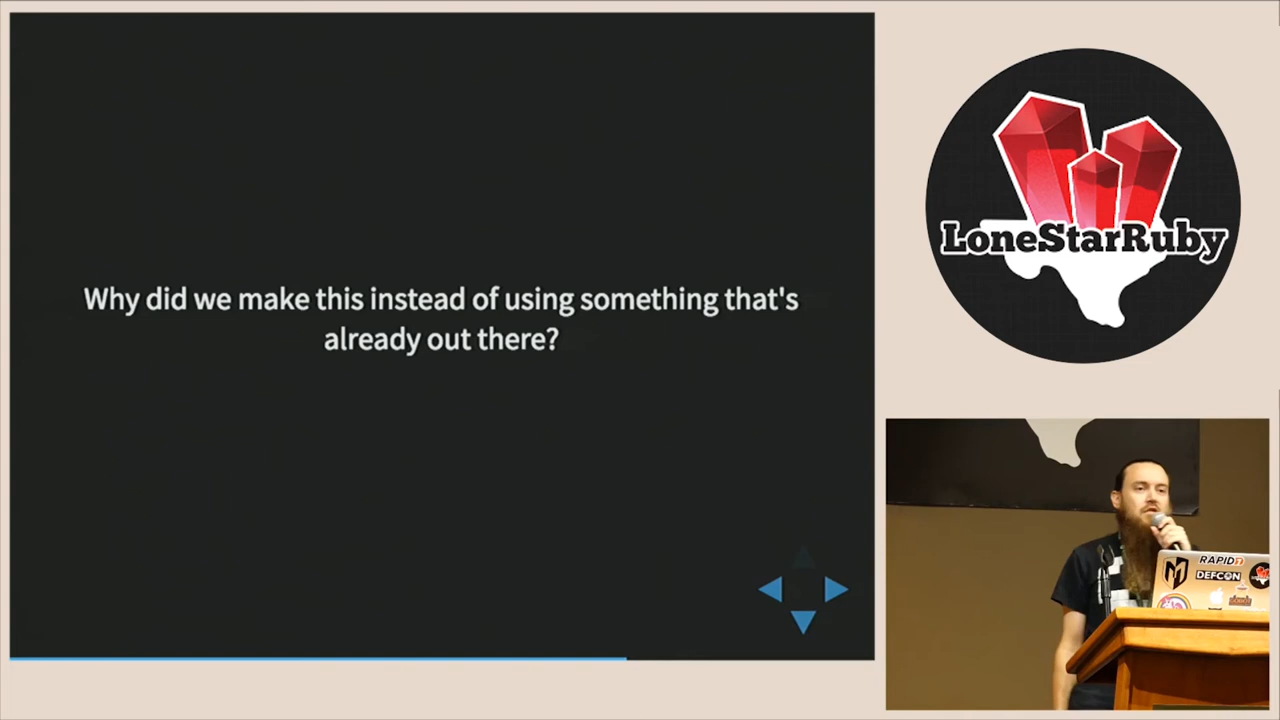 Why did we make this instead of using something that's
already out there?
LoneStarRuby
RAPID7
DEFCON